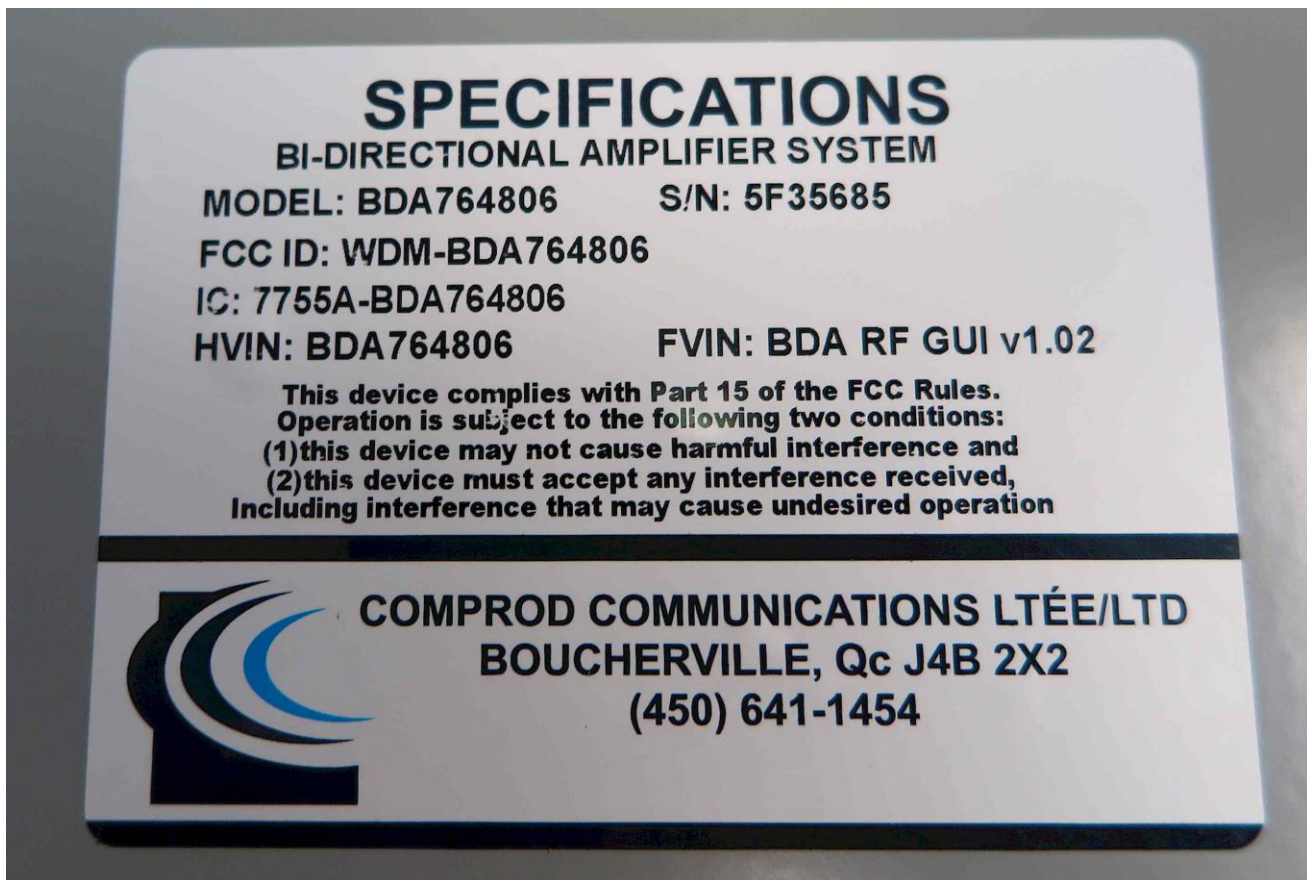 SPECIFICATIONS
BI-DIRECTIONAL AMPLIFIER SYSTEM
MODEL: BDA764806 S/N: 5F35685
FCC ID: WDM-BDA764806
IC: 7755A-BDA764806
HVIN: BDA764806 FVIN: BDA RF GUI v1.02
This device complies with Part 15 of the FCC Rules.
Operation is subject to the following two conditions:
(1)this device may not cause harmful interference and
(2)this device must accept any interference received,
Including interference that may cause undesired operation
COMPROD COMMUNICATIONS LTÉE/LTD
BOUCHERVILLE, Qc J4B 2X2
(450) 641-1454